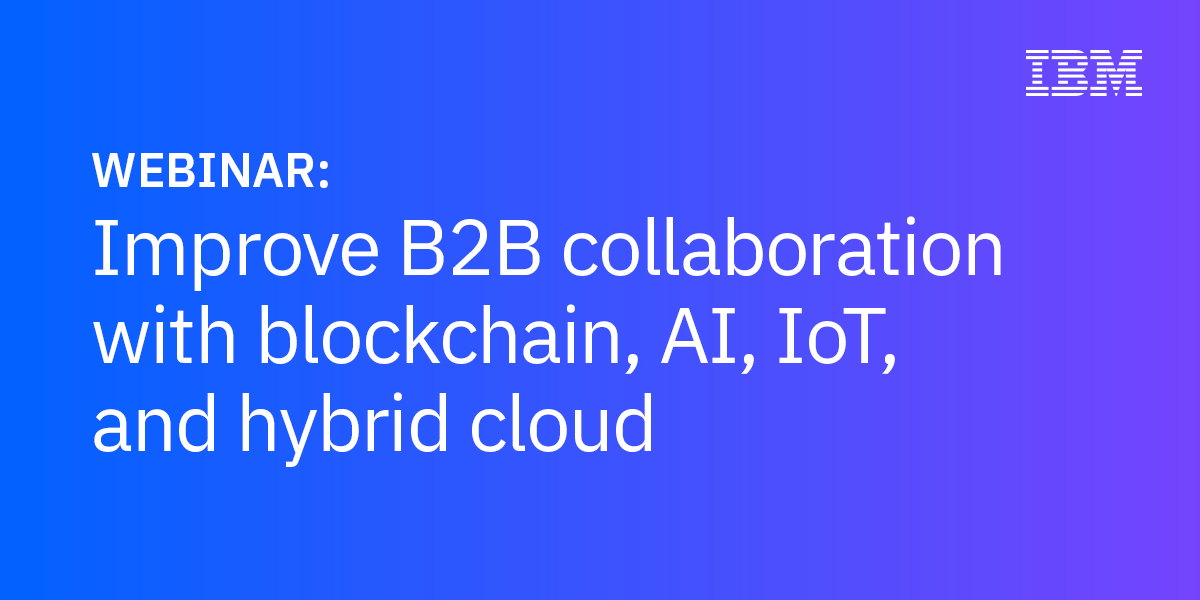 IBM
WEBINAR:
Improve B2B collaboration
with blockchain, AI, IoT,
and hybrid cloud